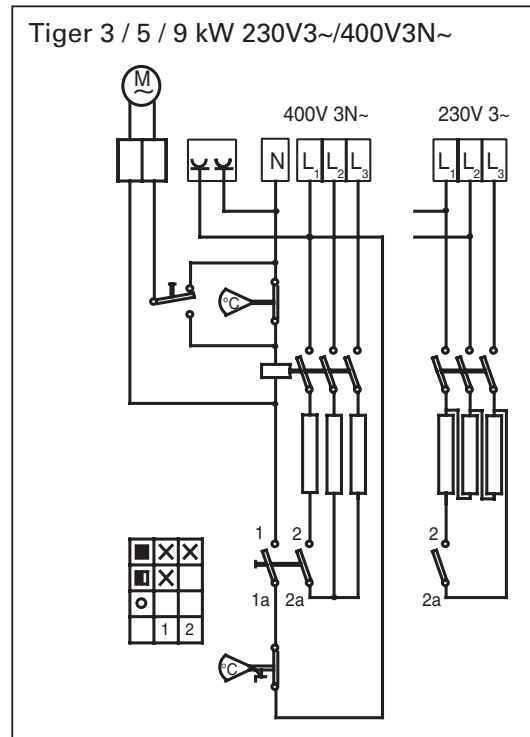 Tiger 3 / 5 / 9 kW 230V3~/400V3N~
M
~
400V 3N~ 230V 3~
N L1 L2 L3 L1 L2 L3
°C
1 2 2
1a 2a 2a
1 2
°C